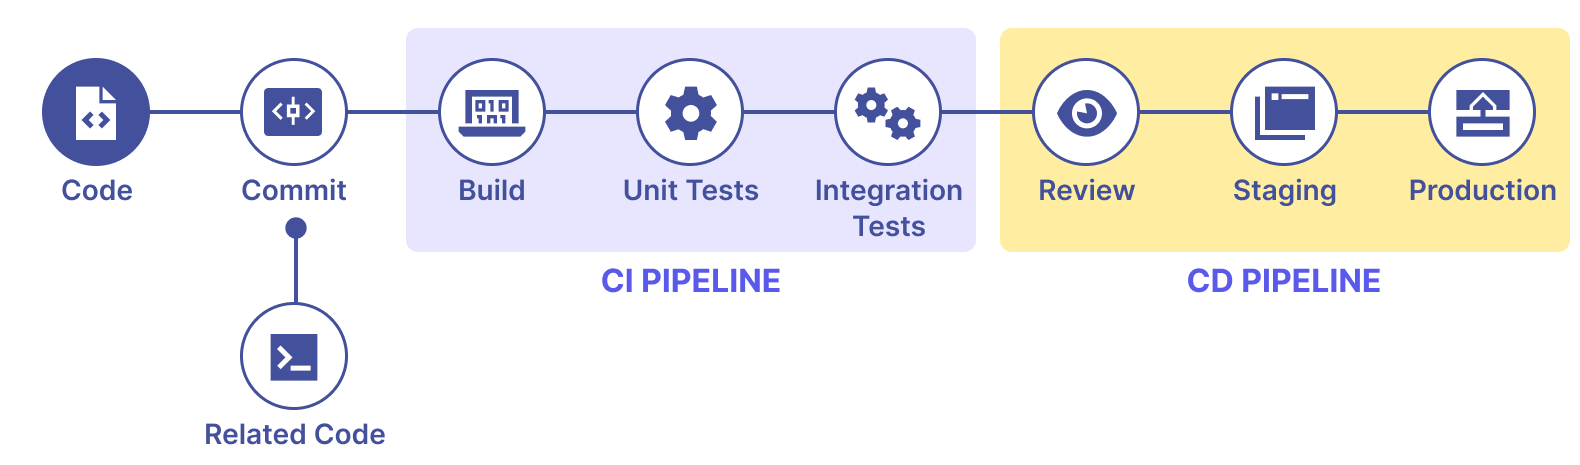 Code
Commit
Build
Unit Tests
Integration
Tests
Review
Staging
Production
CI PIPELINE
CD PIPELINE
Related Code